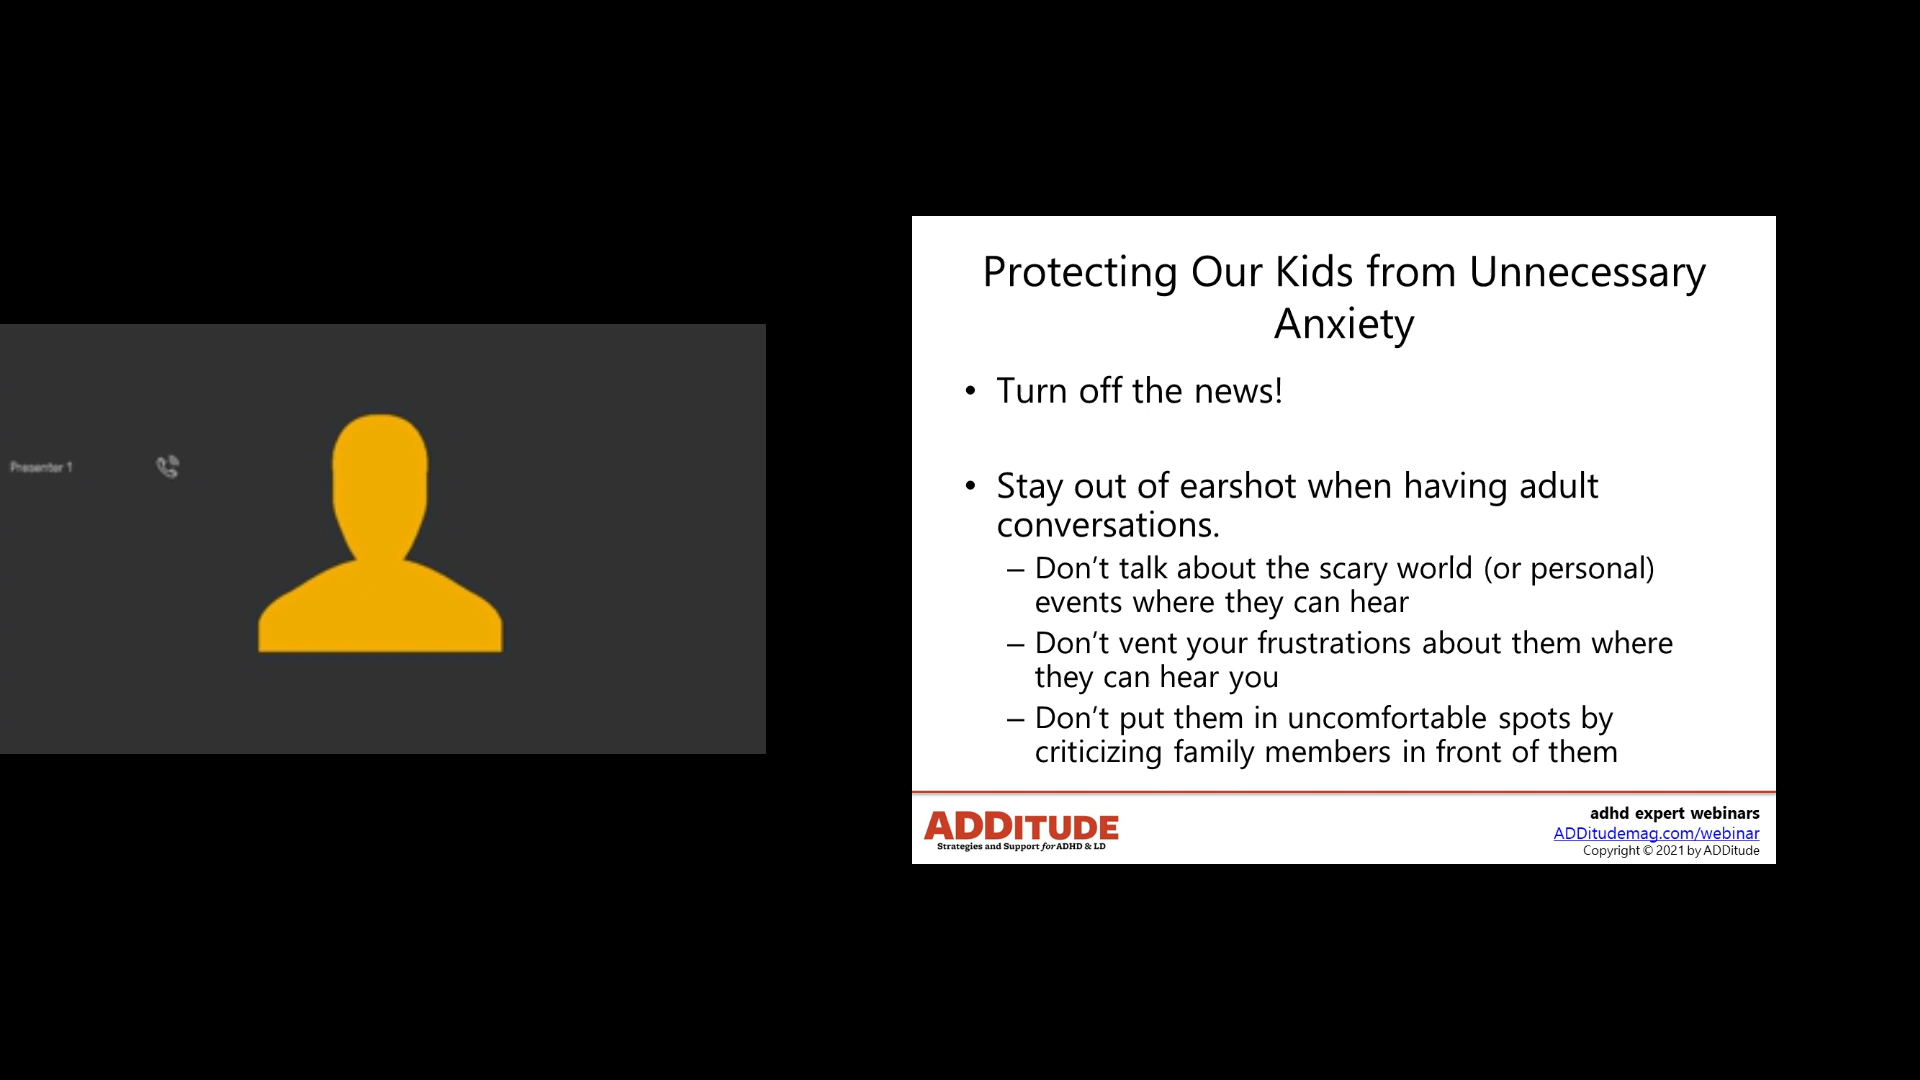 Presenter 1
Protecting Our Kids from Unnecessary
Anxiety
• Turn off the news!
• Stay out of earshot when having adult
conversations.
– Don’t talk about the scary world (or personal)
events where they can hear
– Don’t vent your frustrations about them where
they can hear you
– Don’t put them in uncomfortable spots by
criticizing family members in front of them
ADDITUDE
Strategies and Support for ADHD & LD
adhd expert webinars
ADDitudemag.com/webinar
Copyright © 2021 by ADDitude